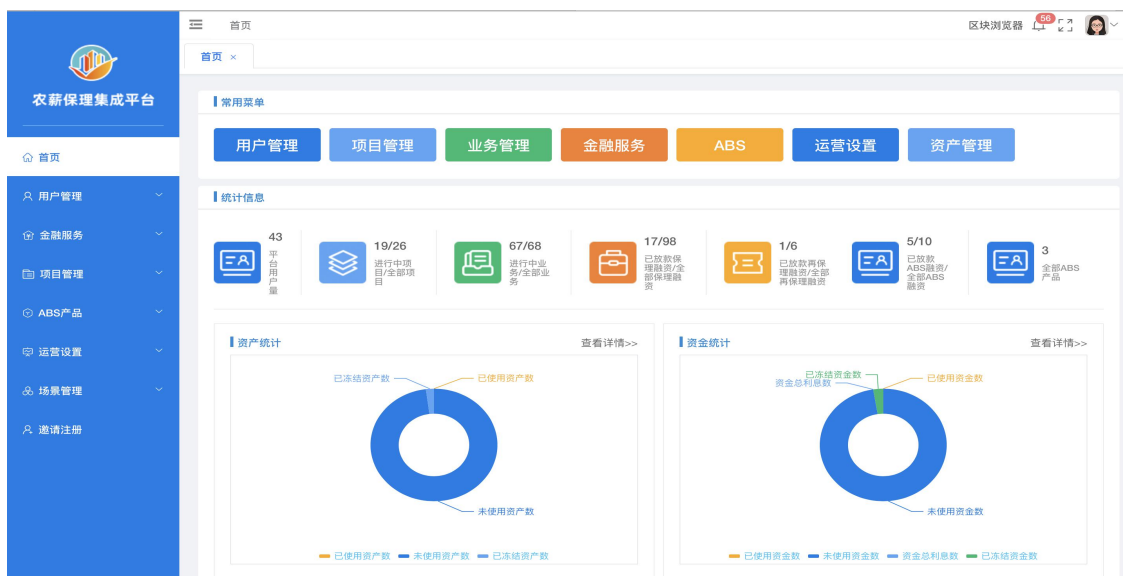 首页
区块浏览器
56
首页 ×
农薪保理集成平台
首页
用户管理
金融服务
项目管理
ABS产品
运营设置
场景管理
邀请注册
常用菜单
用户管理
项目管理
业务管理
金融服务
ABS
运营设置
资产管理
统计信息
43
平
台
用
户
量
19/26
进行中项
目/全部项
目
67/68
进行中业
务/全部业
务
17/98
已放款保
理融资/全
部保理融
资
1/6
已放款再保
理融资/全部
再保理融资
5/10
已放款
ABS融资/
全部ABS
融资
3
全部ABS
产品
资产统计
查看详情>>
已冻结资产数
已使用资产数
未使用资产数
已使用资产数 未使用资产数 已冻结资产数
资金统计
查看详情>>
已冻结资金数
资金总利息数
已使用资金数
未使用资金数
已使用资金数 未使用资金数 资金总利息数 已冻结资金数